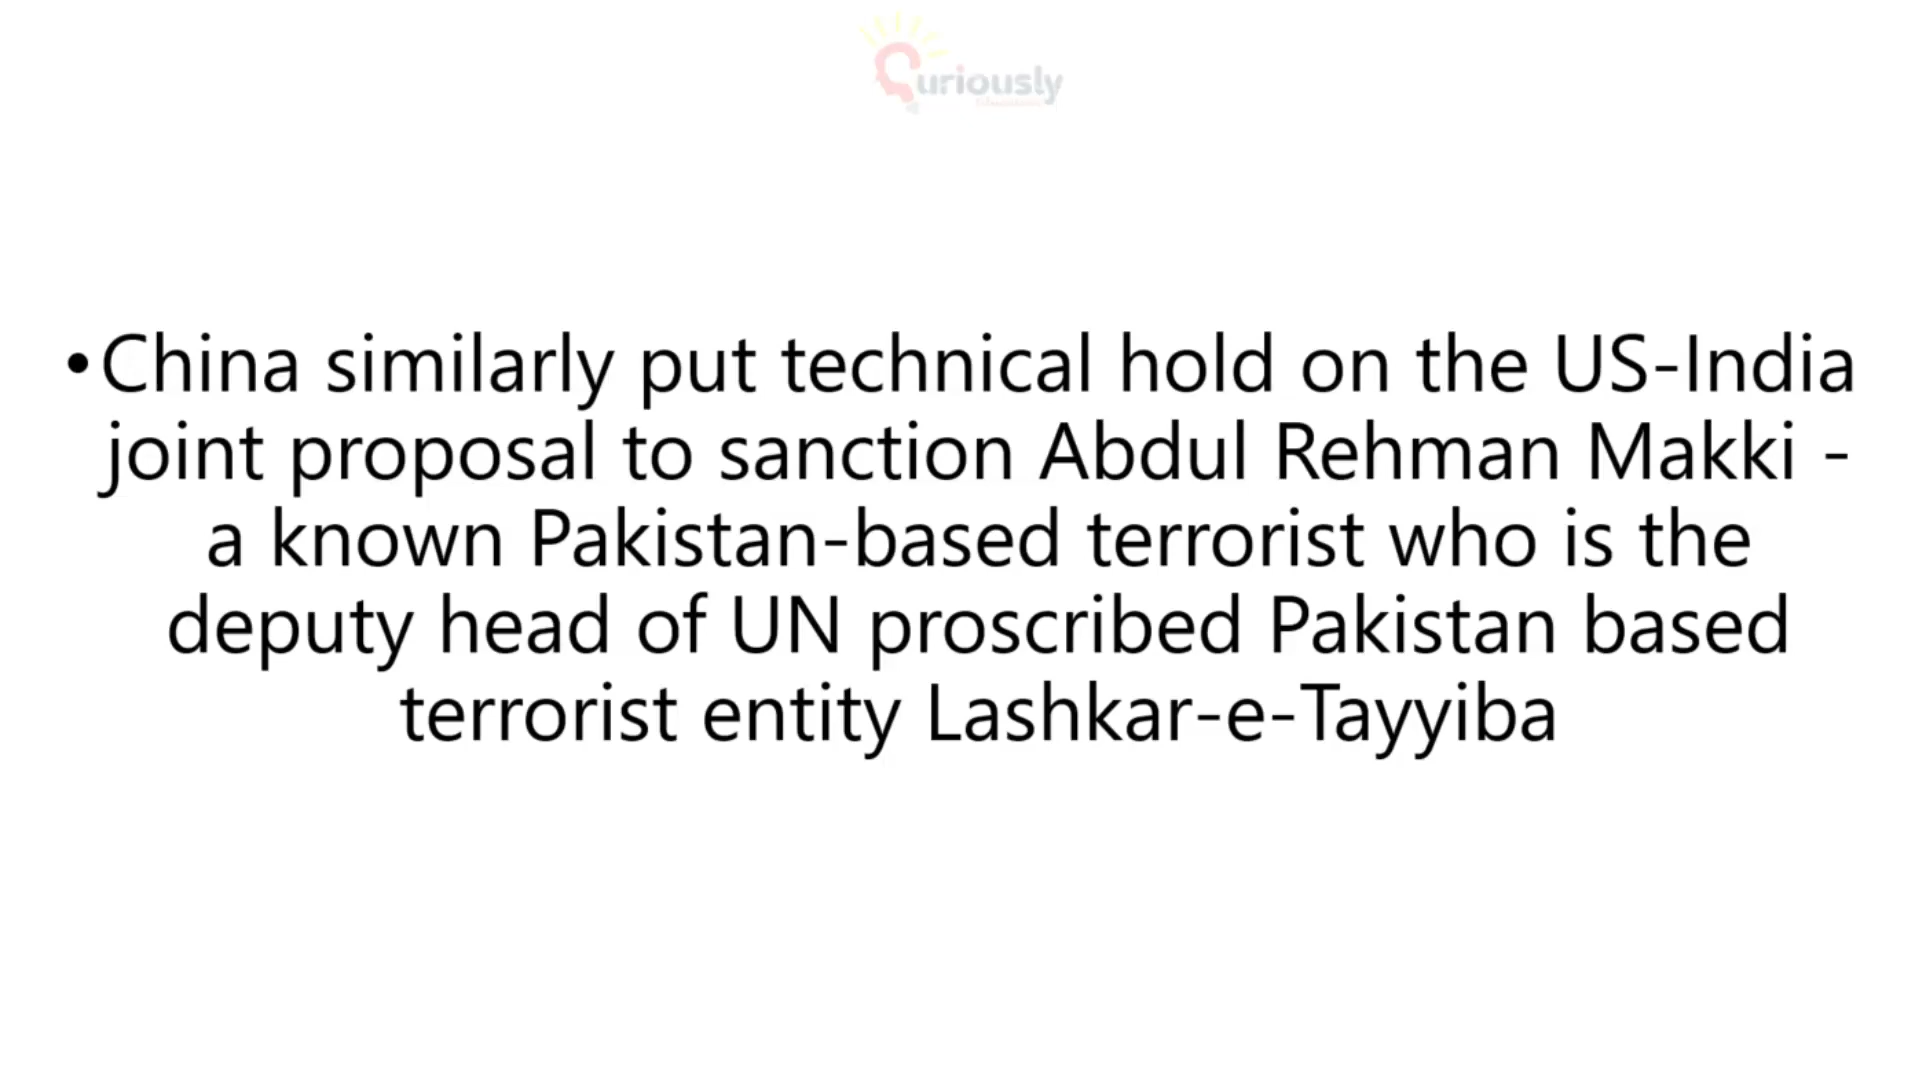 Curiously
•China similarly put technical hold on the US-India
joint proposal to sanction Abdul Rehman Makki -
a known Pakistan-based terrorist who is the
deputy head of UN proscribed Pakistan based
terrorist entity Lashkar-e-Tayyiba